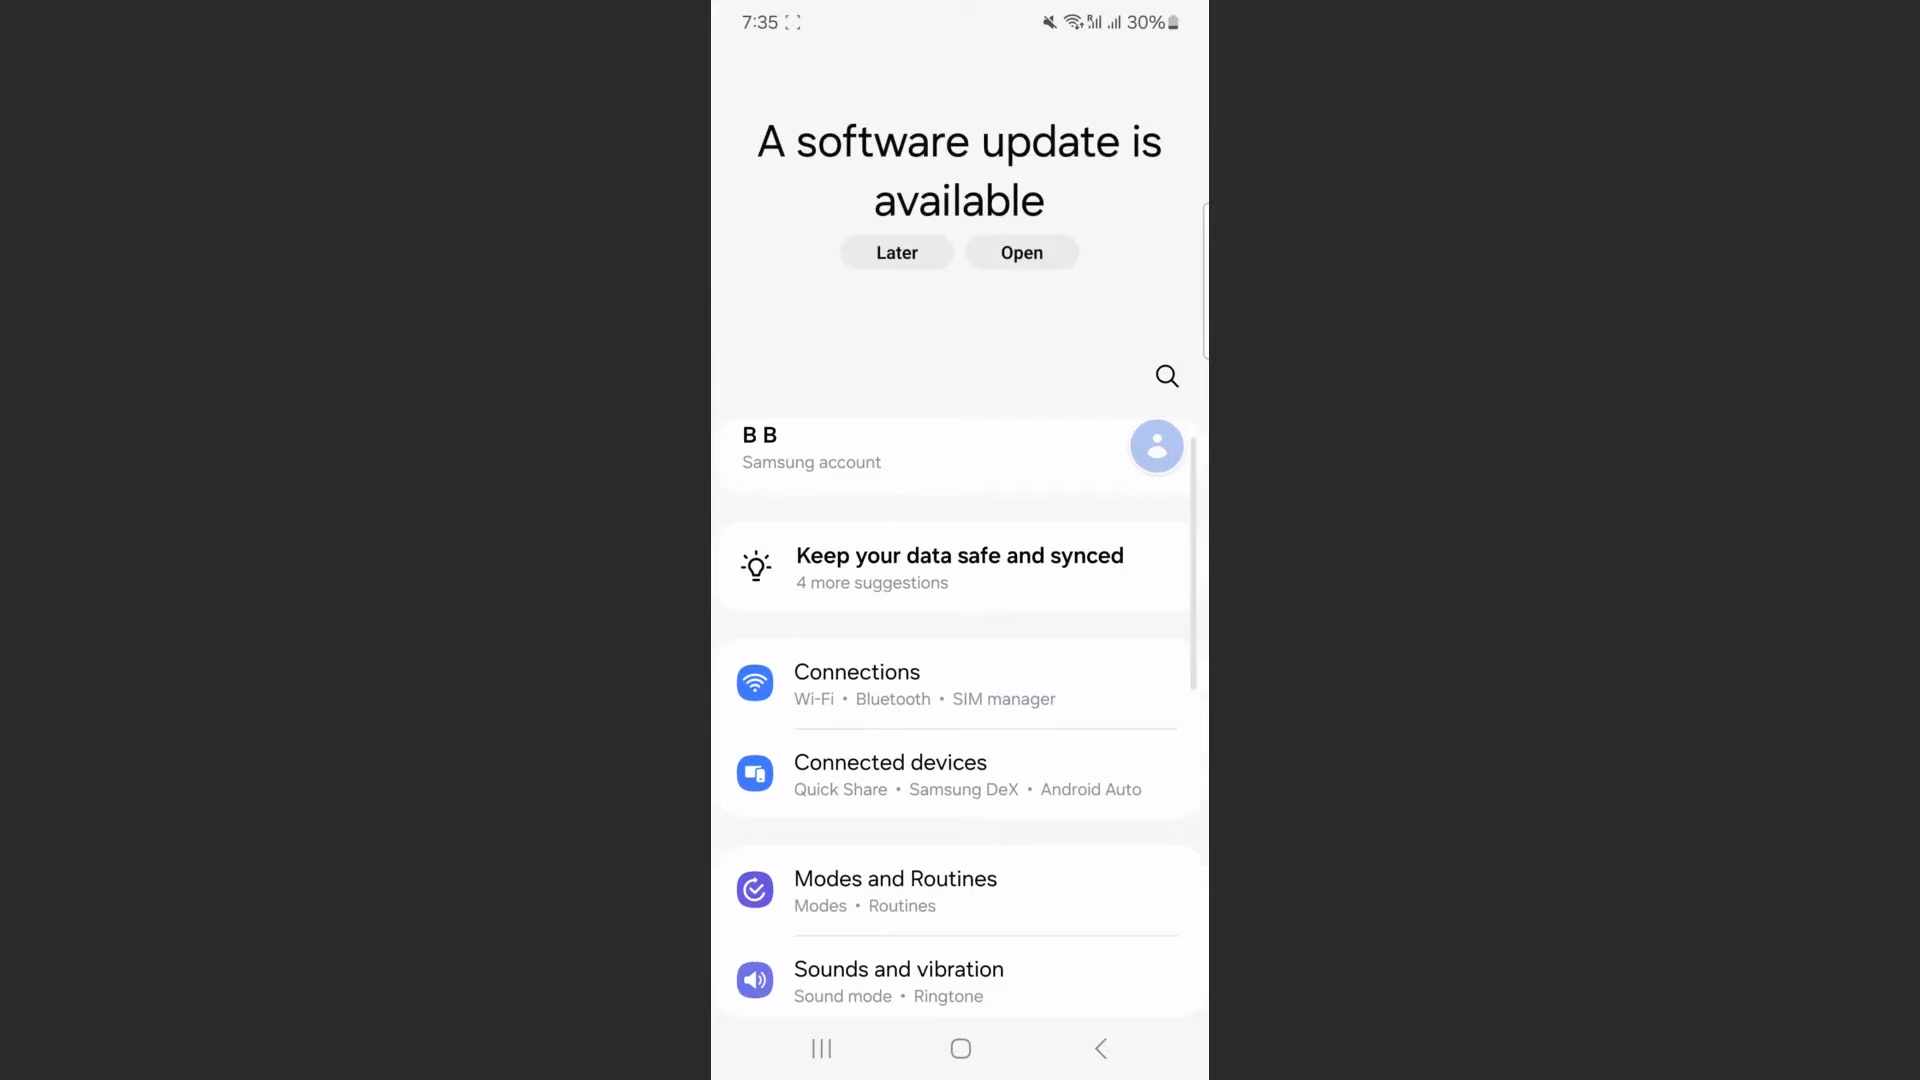 7:35
30%
A software update is
available
Later Open
B B
Samsung account
Keep your data safe and synced
4 more suggestions
Connections
Wi-Fi • Bluetooth • SIM manager
Connected devices
Quick Share • Samsung DeX • Android Auto
Modes and Routines
Modes • Routines
Sounds and vibration
Sound mode • Ringtone